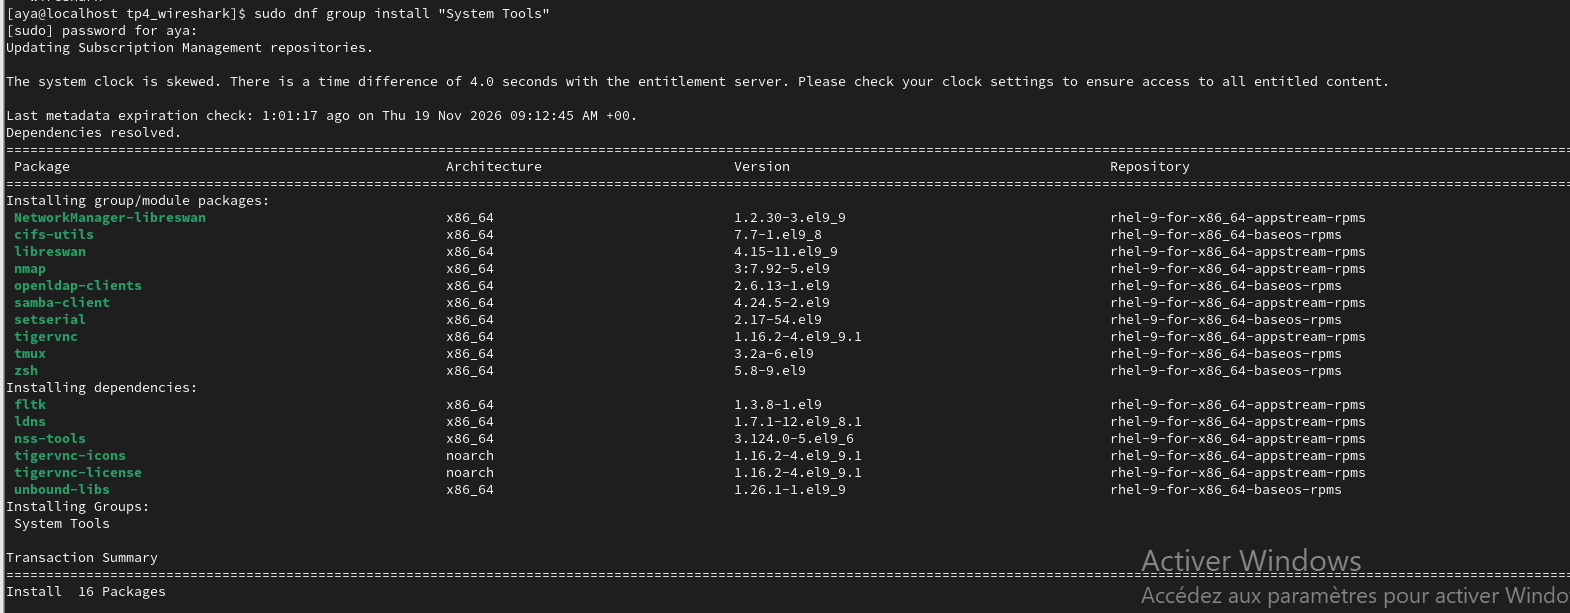 [aya@localhost tp4_wireshark]$ sudo dnf group install "System Tools"
[sudo] password for aya:
Updating Subscription Management repositories.
The system clock is skewed. There is a time difference of 4.0 seconds with the entitlement server. Please check your clock settings to ensure access to all entitled content.
Last metadata expiration check: 1:01:17 ago on Thu 19 Nov 2026 09:12:45 AM +00.
Dependencies resolved.
Package Architecture Version Repository
Installing group/module packages:
NetworkManager-libreswan x86_64 1.2.30-3.el9_9 rhel-9-for-x86_64-appstream-rpms
cifs-utils x86_64 7.7-1.el9_8 rhel-9-for-x86_64-baseos-rpms
libreswan x86_64 4.15-11.el9_9 rhel-9-for-x86_64-appstream-rpms
nmap x86_64 3:7.92-5.el9 rhel-9-for-x86_64-appstream-rpms
openldap-clients x86_64 2.6.13-1.el9 rhel-9-for-x86_64-baseos-rpms
samba-client x86_64 4.24.5-2.el9 rhel-9-for-x86_64-appstream-rpms
setserial x86_64 2.17-54.el9 rhel-9-for-x86_64-baseos-rpms
tigervnc x86_64 1.16.2-4.el9_9.1 rhel-9-for-x86_64-appstream-rpms
tmux x86_64 3.2a-6.el9 rhel-9-for-x86_64-baseos-rpms
zsh x86_64 5.8-9.el9 rhel-9-for-x86_64-baseos-rpms
Installing dependencies:
fltk x86_64 1.3.8-1.el9 rhel-9-for-x86_64-appstream-rpms
ldns x86_64 1.7.1-12.el9_8.1 rhel-9-for-x86_64-appstream-rpms
nss-tools x86_64 3.124.0-5.el9_6 rhel-9-for-x86_64-appstream-rpms
tigervnc-icons noarch 1.16.2-4.el9_9.1 rhel-9-for-x86_64-appstream-rpms
tigervnc-license noarch 1.16.2-4.el9_9.1 rhel-9-for-x86_64-appstream-rpms
unbound-libs x86_64 1.26.1-1.el9_9 rhel-9-for-x86_64-baseos-rpms
Installing Groups:
System Tools
Transaction Summary
Activer Windows
Install 16 Packages
Accédez aux paramètres pour activer Windo